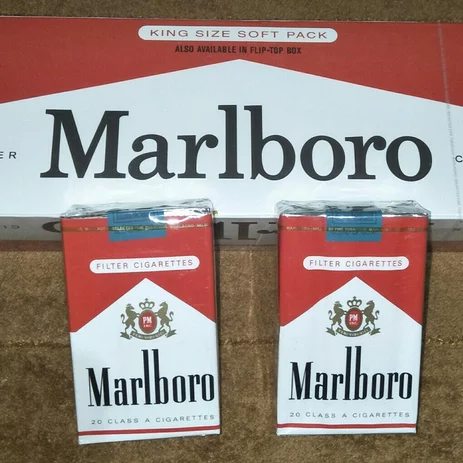 KING SIZE SOFT PACK
ALSO AVAILABLE IN FLIP-TOP BOX
Marlboro
ER
C
FILTER CIGARETTES
PM
Marlboro
20 CLASS A CIGARETTES
FILTER CIGARETTES
PM
Marlboro
20 CLASS A CIGARETTES